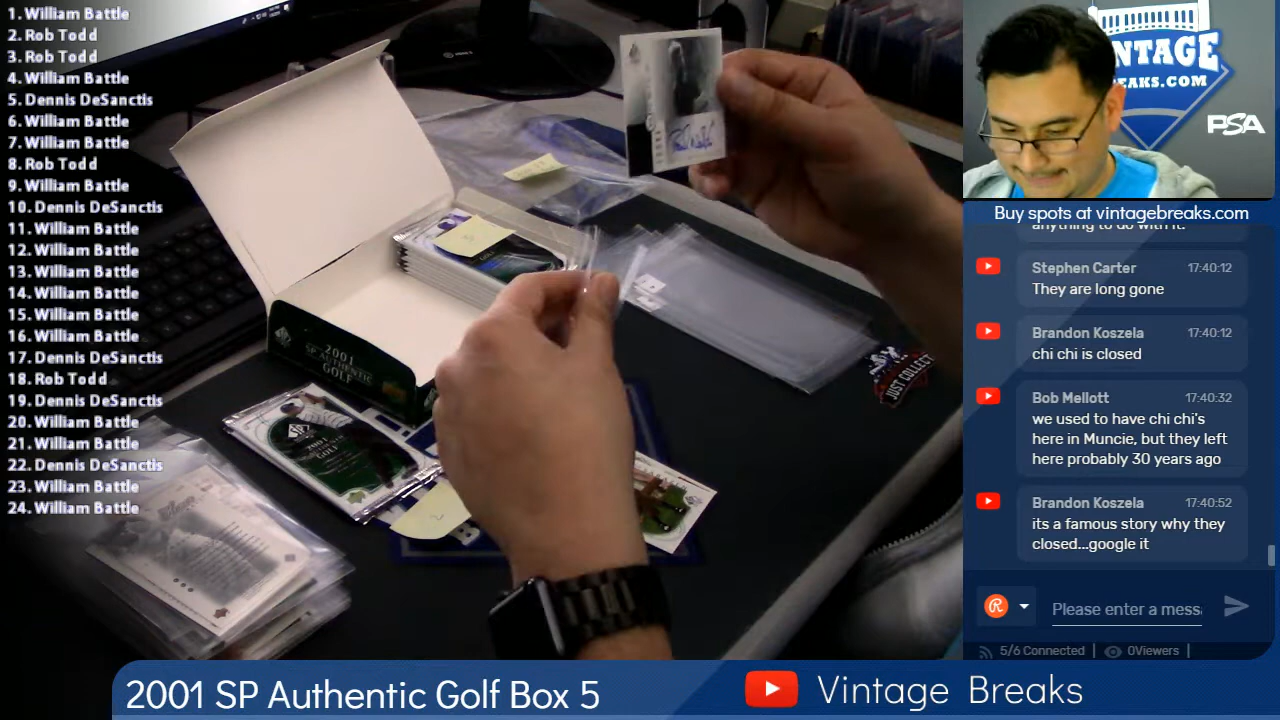 1. William Battle
2. Rob Todd
3. Rob Todd
4. William Battle
5. Dennis DeSanctis
6. William Battle
7. William Battle
8. Rob Todd
9. William Battle
10. Dennis DeSanctis
11. William Battle
12. William Battle
13. William Battle
14. William Battle
15. William Battle
16. William Battle
17. Dennis DeSanctis
18. Rob Todd
19. Dennis DeSanctis
20. William Battle
21. William Battle
22. Dennis DeSanctis
23. William Battle
24. William Battle
2001
SP AUTHENTIC
GOLF
2001
GOLF
GOLF
JUST COLLECT
VINTAGE
PSA
Buy spots at vintagebreaks.com
anything to do with it.
Stephen Carter 17:40:12
They are long gone
Brandon Koszela 17:40:12
chi chi is closed
Bob Mellott 17:40:32
we used to have chi chi's
here in Muncie, but they left
here probably 30 years ago
Brandon Koszela 17:40:52
its a famous story why they
closed...google it
Please enter a mess
5/6 Connected | 0Viewers |
2001 SP Authentic Golf Box 5
Vintage Breaks